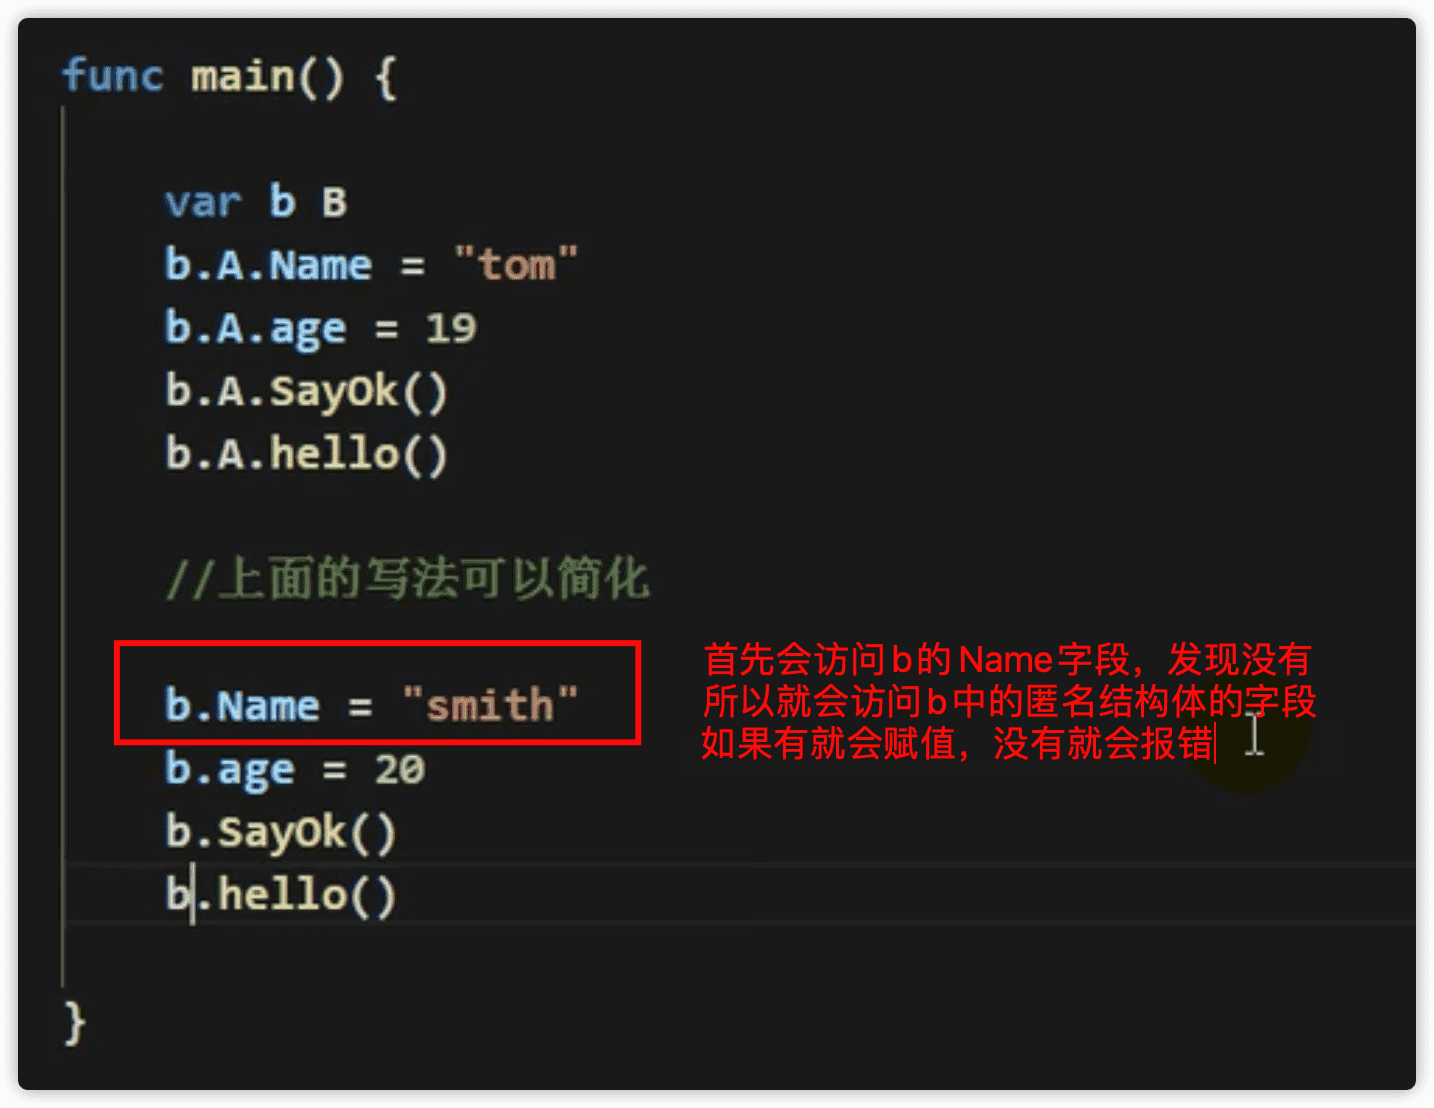 func main() {
var b B
b.A.Name = "tom"
b.A.age = 19
b.A.SayOk()
b.A.hello()
//上面的写法可以简化
b.Name = "smith"
首先会访问b的Name字段，发现没有
所以就会访问b中的匿名结构体的字段
如果有就会赋值，没有就会报错
b.age = 20
b.SayOk()
b.hello()
}